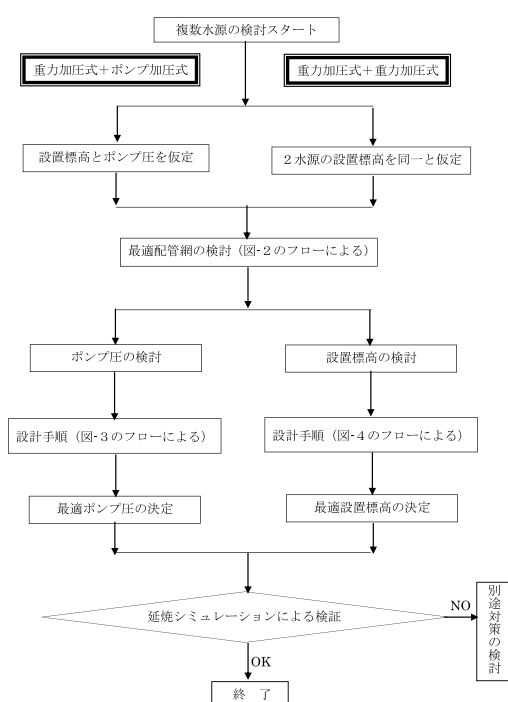 複数水源の検討スタート
重力加圧式＋ポンプ加圧式
重力加圧式＋重力加圧式
設置標高とポンプ圧を仮定
２水源の設置標高を同一と仮定
最適配管網の検討（図-２のフローによる）
ポンプ圧の検討
設置標高の検討
設計手順（図-３のフローによる）
設計手順（図-４のフローによる）
最適ポンプ圧の決定
最適設置標高の決定
延焼シミュレーションによる検証
NO
別途対策の検討
OK
終　了